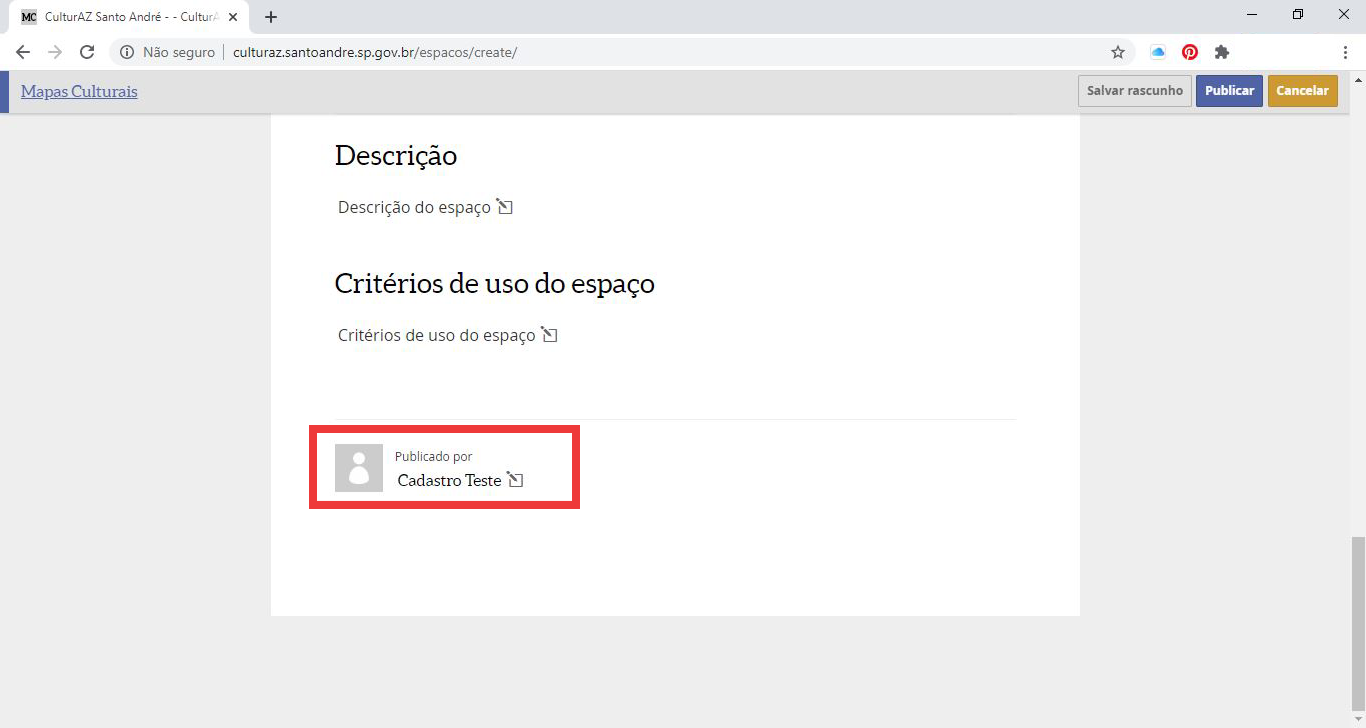 MC CulturAZ Santo André - - CulturA
Não seguro culturaz.santoandre.sp.gov.br/espacos/create/
Mapas Culturais Salvar rascunho Publicar Cancelar
Descrição
Descrição do espaço
Critérios de uso do espaço
Critérios de uso do espaço
Publicado por
Cadastro Teste